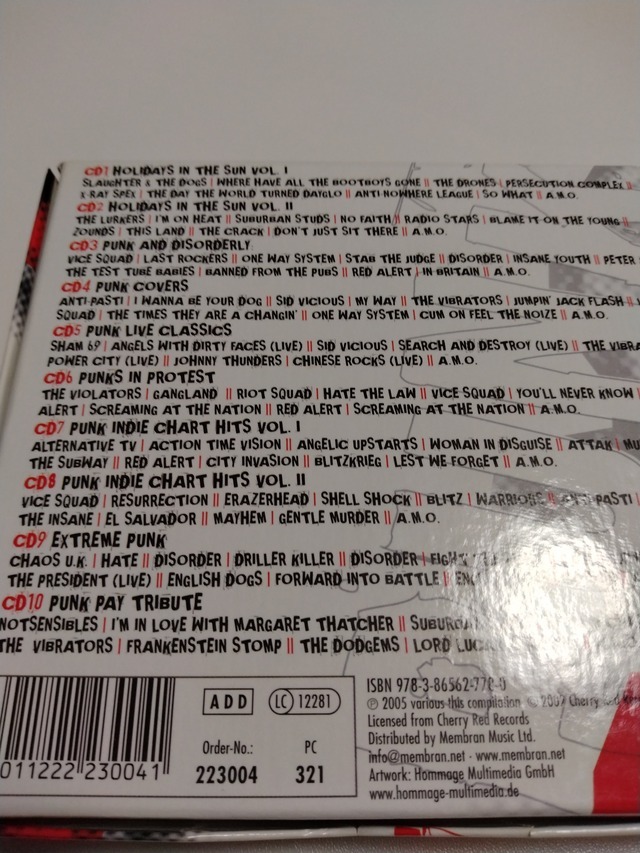 CD1 HOLIDAYS IN THE SUN VOL. I
SLAUGHTER & THE DOGS | WHERE HAVE ALL THE BOOTBOYS GONE || THE DRONES | PERSECUTION COMPLEX ||
X-RAY SPEX | THE DAY THE WORLD TURNED DAYGLO || ANTI-NOWHERE LEAGUE | SO WHAT || A.M.O.
CD2 HOLIDAYS IN THE SUN VOL. II
THE LURKERS | I'M ON HEAT || SUBURBAN STUDS | NO FAITH || RADIO STARS | BLAME IT ON THE YOUNG ||
ZOUNDS | THIS LAND || THE CRACK | DON'T JUST SIT THERE || A.M.O.
CD3 PUNK AND DISORDERLY
VICE SQUAD | LAST ROCKERS || ONE WAY SYSTEM | STAB THE JUDGE || DISORDER | INSANE YOUTH || PETER
THE TEST TUBE BABIES | BANNED FROM THE PUBS || RED ALERT | IN BRITAIN || A.M.O.
CD4 PUNK COVERS
ANTI-PASTI | I WANNA BE YOUR DOG || SID VICIOUS | MY WAY || THE VIBRATORS | JUMPIN' JACK FLASH ||
SQUAD | THE TIMES THEY ARE A CHANGIN' || ONE WAY SYSTEM | CUM ON FEEL THE NOIZE || A.M.O.
CD5 PUNK LIVE CLASSICS
SHAM 69 | ANGELS WITH DIRTY FACES (LIVE) || SID VICIOUS | SEARCH AND DESTROY (LIVE) || THE VIBRA
POWER CITY (LIVE) || JOHNNY THUNDERS | CHINESE ROCKS (LIVE) || A.M.O.
CD6 PUNKS IN PROTEST
THE VIOLATORS | GANGLAND || RIOT SQUAD | HATE THE LAW || VICE SQUAD | YOU'LL NEVER KNOW
ALERT | SCREAMING AT THE NATION || RED ALERT | SCREAMING AT THE NATION || A.M.O.
CD7 PUNK INDIE CHART HITS VOL. I
ALTERNATIVE TV | ACTION TIME VISION || ANGELIC UPSTARTS | WOMAN IN DISGUISE || ATTAK | MU
THE SUBWAY || RED ALERT | CITY INVASION || BLITZKRIEG | LEST WE FORGET || A.M.O.
CD8 PUNK INDIE CHART HITS VOL. II
VICE SQUAD | RESURRECTION || ERAZERHEAD | SHELL SHOCK || BLITZ | WARRIORS || ANTI-PASTI |
THE INSANE | EL SALVADOR || MAYHEM | GENTLE MURDER || A.M.O.
CD9 EXTREME PUNK
CHAOS U.K. | HATE || DISORDER | DRILLER KILLER || DISORDER | FIGHT
THE PRESIDENT (LIVE) || ENGLISH DOGS | FORWARD INTO BATTLE ||
CD10 PUNK PAY TRIBUTE
NOTSENSIBLES | I'M IN LOVE WITH MARGARET THATCHER ||
THE VIBRATORS | FRANKENSTEIN STOMP || THE DODGEMS | LORD
ADD LC 12281
Order-No.: PC
223004 321
011222 230041
ISBN 978-3-86562-778-0
℗ 2005 various this compilation © 2007 Cherry Red
Licensed from Cherry Red Records
Distributed by Membran Music Ltd.
info@membran.net - www.membran.net
Artwork: Hommage Multimedia GmbH
www.hommage-multimedia.de